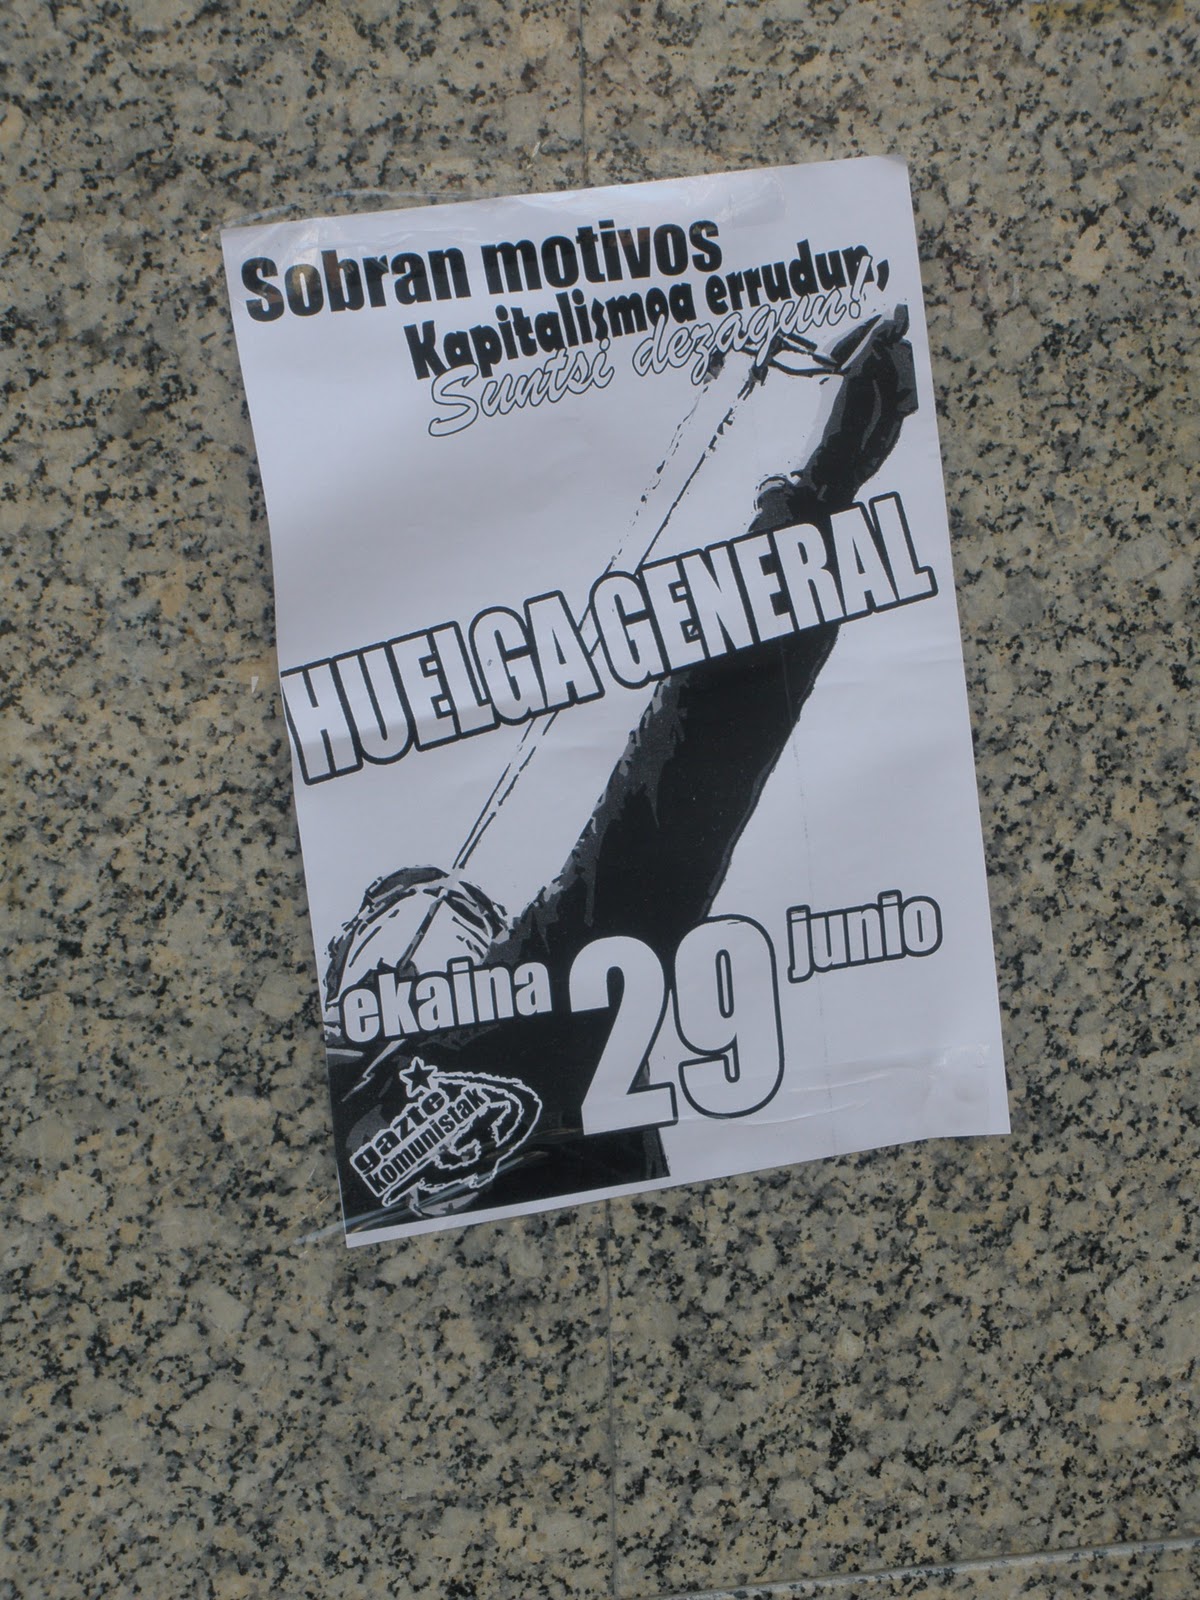 Sobran motivos
Kapitalismoa errudun,
Suntsi dezagun!
HUELGA GENERAL
ekaina 29 junio
gazte
komunistak